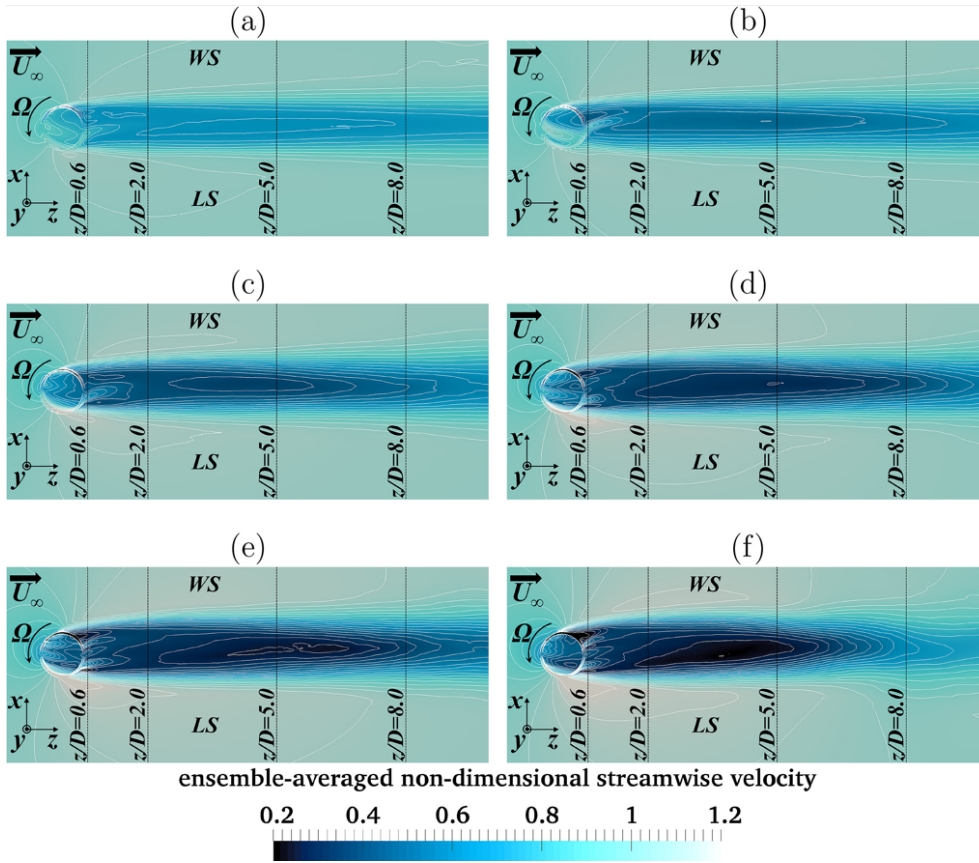 (a)
WS
U∞
Ω
x
y z
z/D=0.6
z/D=2.0
LS
z/D=5.0
z/D=8.0
(b)
WS
U∞
Ω
x
y z
z/D=0.6
z/D=2.0
LS
z/D=5.0
z/D=8.0
(c)
WS
U∞
Ω
x
y z
z/D=0.6
z/D=2.0
LS
z/D=5.0
z/D=8.0
(d)
WS
U∞
Ω
x
y z
z/D=0.6
z/D=2.0
LS
z/D=5.0
z/D=8.0
(e)
WS
U∞
Ω
x
y z
z/D=0.6
z/D=2.0
LS
z/D=5.0
z/D=8.0
(f)
WS
U∞
Ω
x
y z
z/D=0.6
z/D=2.0
LS
z/D=5.0
z/D=8.0
ensemble-averaged non-dimensional streamwise velocity
0.2 0.4 0.6 0.8 1 1.2